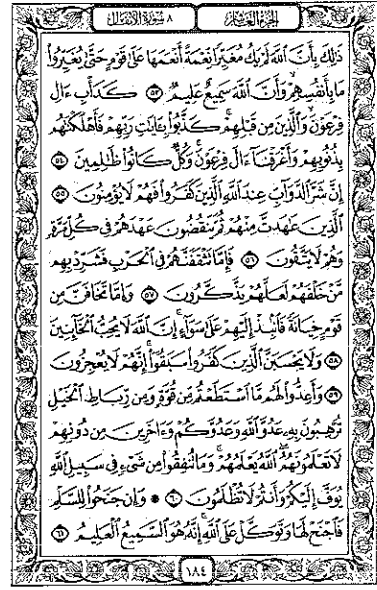 الجزء العاشر ٨ سورة الأنفال
ذَٰلِكَ بِأَنَّ ٱللَّهَ لَمْ يَكُ مُغَيِّرًا نِّعْمَةً أَنْعَمَهَا عَلَىٰ قَوْمٍ حَتَّىٰ يُغَيِّرُوا۟
مَا بِأَنفُسِهِمْ وَأَنَّ ٱللَّهَ سَمِيعٌ عَلِيمٌ ٥٣ كَدَأْبِ ءَالِ
فِرْعَوْنَ وَٱلَّذِينَ مِن قَبْلِهِمْ كَذَّبُوا۟ بِـَٔايَـٰتِ رَبِّهِمْ فَأَهْلَكْنَـٰهُم
بِذُنُوبِهِمْ وَأَغْرَقْنَآ ءَالَ فِرْعَوْنَ وَكُلٌّ كَانُوا۟ ظَـٰلِمِينَ ٥٤
إِنَّ شَرَّ ٱلدَّوَآبِّ عِندَ ٱللَّهِ ٱلَّذِينَ كَفَرُوا۟ فَهُمْ لَا يُؤْمِنُونَ ٥٥
ٱلَّذِينَ عَـٰهَدتَّ مِنْهُمْ ثُمَّ يَنقُضُونَ عَهْدَهُمْ فِى كُلِّ مَرَّةٍ
وَهُمْ لَا يَتَّقُونَ ٥٦ فَإِمَّا تَثْقَفَنَّهُمْ فِى ٱلْحَرْبِ فَشَرِّدْ بِهِم
مَّنْ خَلْفَهُمْ لَعَلَّهُمْ يَذَّكَّرُونَ ٥٧ وَإِمَّا تَخَافَنَّ مِن
قَوْمٍ خِيَانَةً فَٱنۢبِذْ إِلَيْهِمْ عَلَىٰ سَوَآءٍ إِنَّ ٱللَّهَ لَا يُحِبُّ ٱلْخَآئِنِينَ
٥٨ وَلَا يَحْسَبَنَّ ٱلَّذِينَ كَفَرُوا۟ سَبَقُوٓا۟ إِنَّهُمْ لَا يُعْجِزُونَ
٥٩ وَأَعِدُّوا۟ لَهُم مَّا ٱسْتَطَعْتُم مِّن قُوَّةٍ وَمِن رِّبَاطِ ٱلْخَيْلِ
تُرْهِبُونَ بِهِۦ عَدُوَّ ٱللَّهِ وَعَدُوَّكُمْ وَءَاخَرِينَ مِن دُونِهِمْ
لَا تَعْلَمُونَهُمُ ٱللَّهُ يَعْلَمُهُمْ وَمَا تُنفِقُوا۟ مِن شَىْءٍ فِى سَبِيلِ ٱللَّهِ
يُوَفَّ إِلَيْكُمْ وَأَنتُمْ لَا تُظْلَمُونَ ٦٠ ۞ وَإِن جَنَحُوا۟ لِلسَّلْمِ
فَٱجْنَحْ لَهَا وَتَوَكَّلْ عَلَى ٱللَّهِ إِنَّهُۥ هُوَ ٱلسَّمِيعُ ٱلْعَلِيمُ ٦١
١٨٤